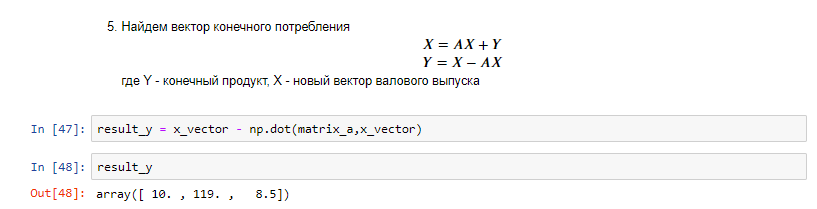 5. Найдем вектор конечного потребления
X = AX + Y
Y = X − AX
где Y - конечный продукт, X - новый вектор валового выпуска
In [47]: result_y = x_vector - np.dot(matrix_a,x_vector)
In [48]: result_y
Out[48]: array([ 10. , 119. ,   8.5])